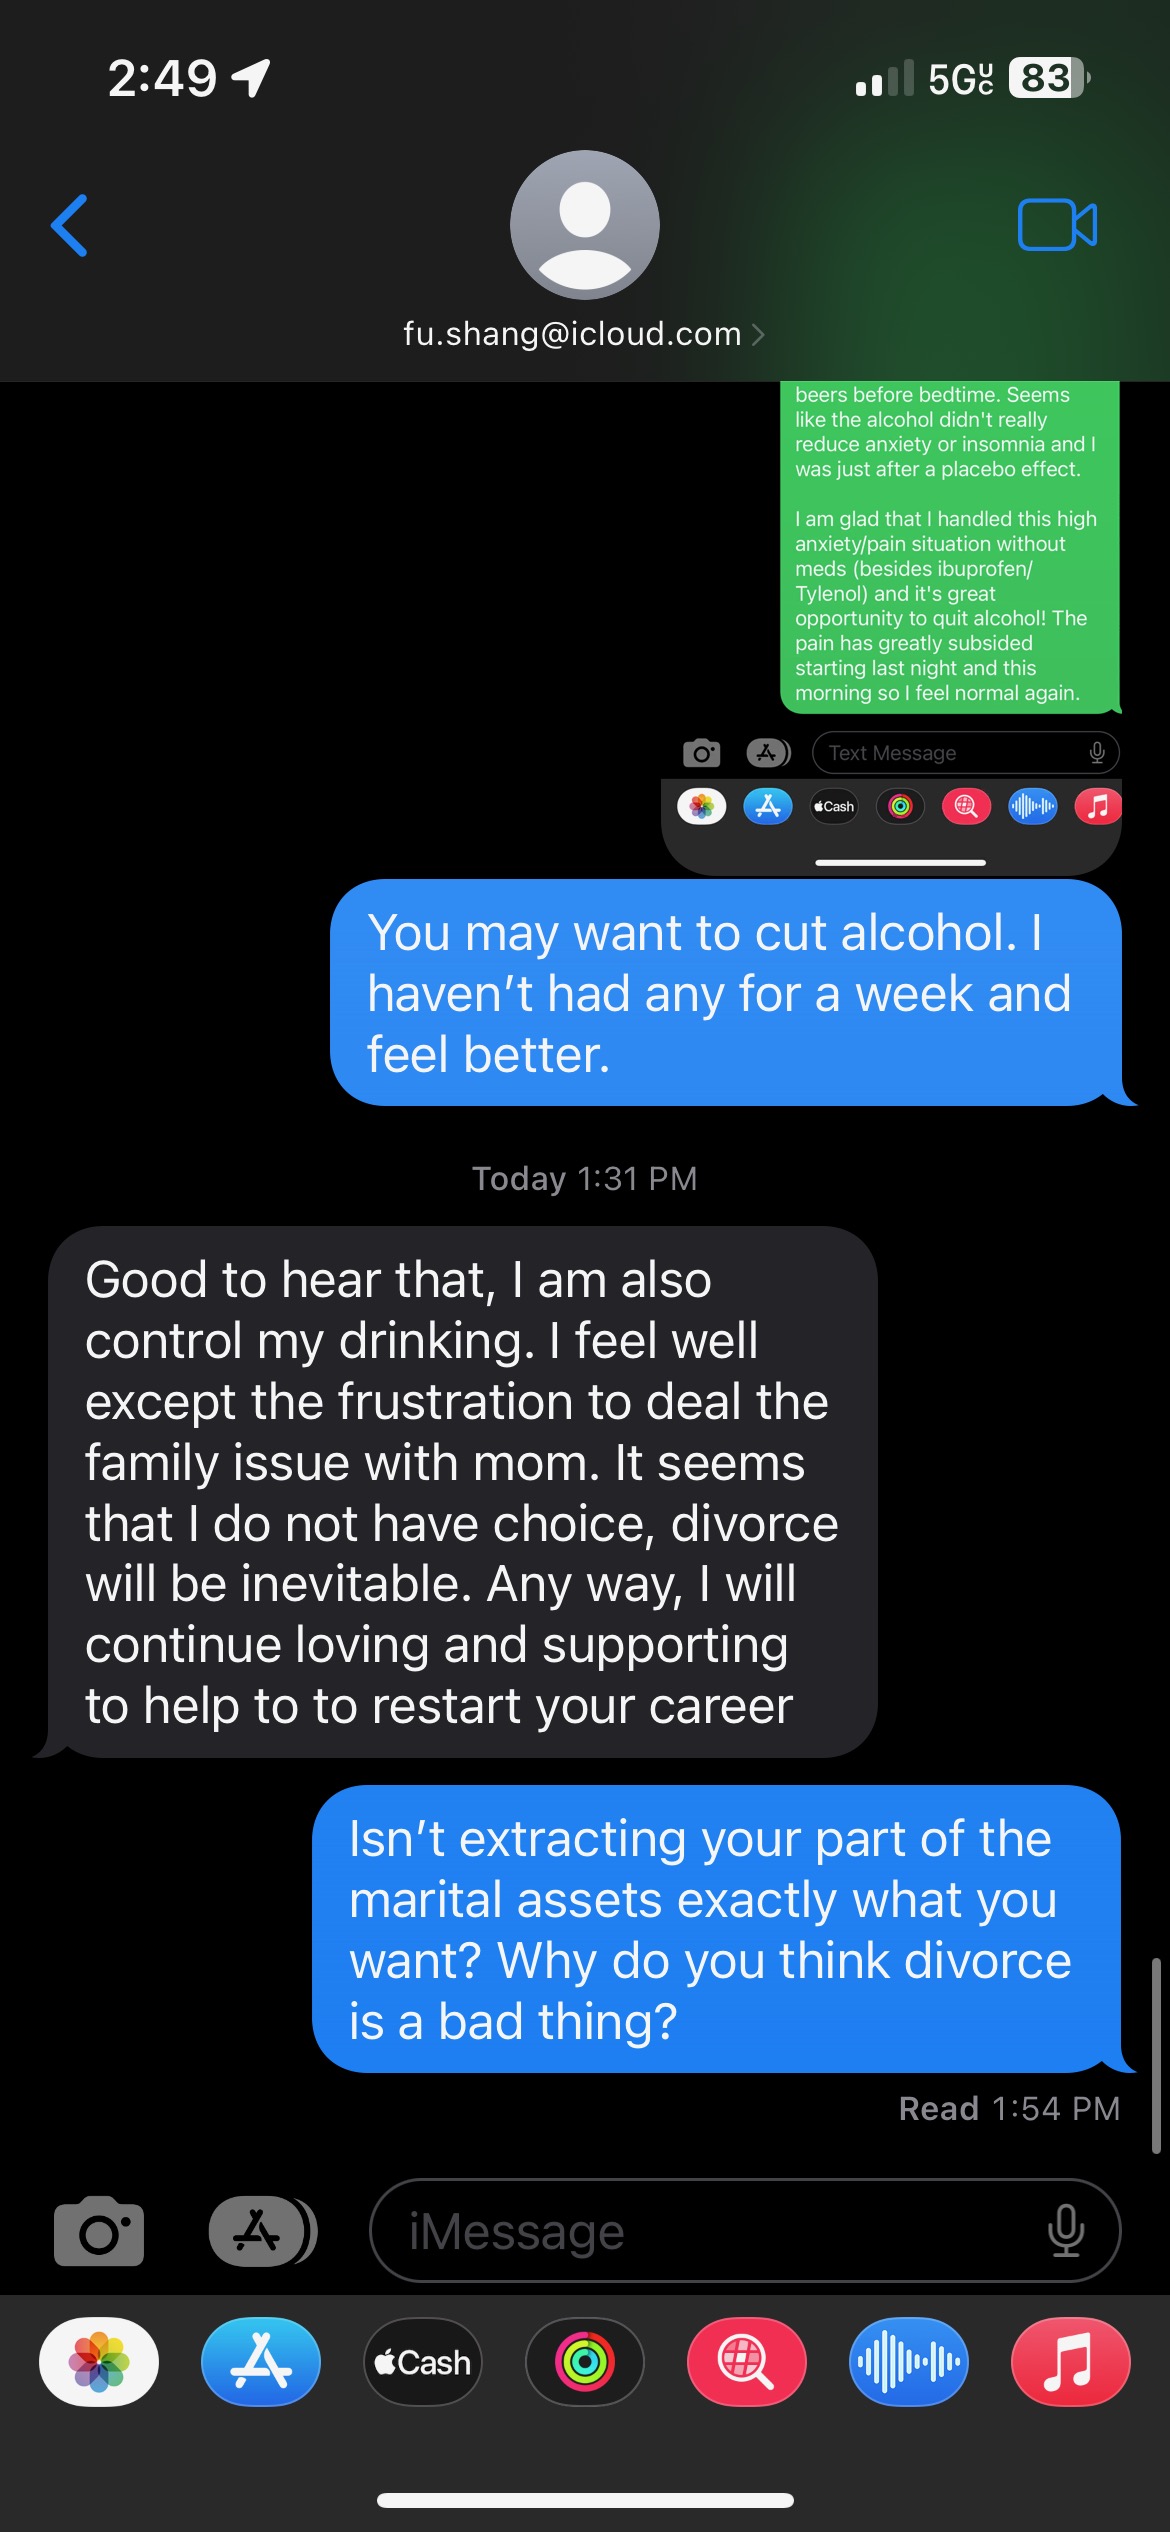 2:49
5G UC
83
fu.shang@icloud.com
beers before bedtime. Seems
like the alcohol didn't really
reduce anxiety or insomnia and I
was just after a placebo effect.
I am glad that I handled this high
anxiety/pain situation without
meds (besides ibuprofen/
Tylenol) and it's great
opportunity to quit alcohol! The
pain has greatly subsided
starting last night and this
morning so I feel normal again.
Text Message
Cash
You may want to cut alcohol. I
haven’t had any for a week and
feel better.
Today 1:31 PM
Good to hear that, I am also
control my drinking. I feel well
except the frustration to deal the
family issue with mom. It seems
that I do not have choice, divorce
will be inevitable. Any way, I will
continue loving and supporting
to help to to restart your career
Isn’t extracting your part of the
marital assets exactly what you
want? Why do you think divorce
is a bad thing?
Read 1:54 PM
iMessage
Cash